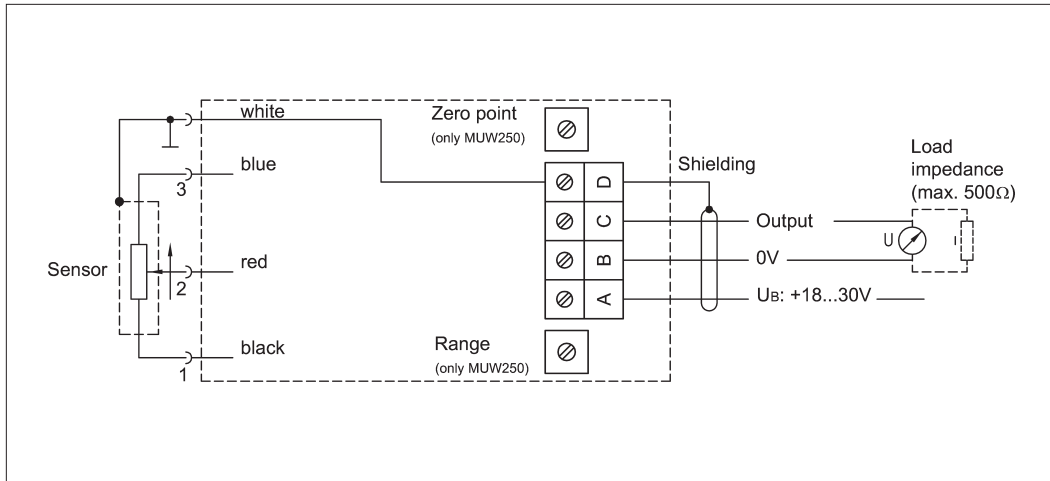 white
Zero point
(only MUW250)
blue
3
Shielding
D
C
B
A
Load
impedance
(max. 500Ω)
Output
U
I
0V
Sensor
red
2
UB: +18...30V
black
1
Range
(only MUW250)